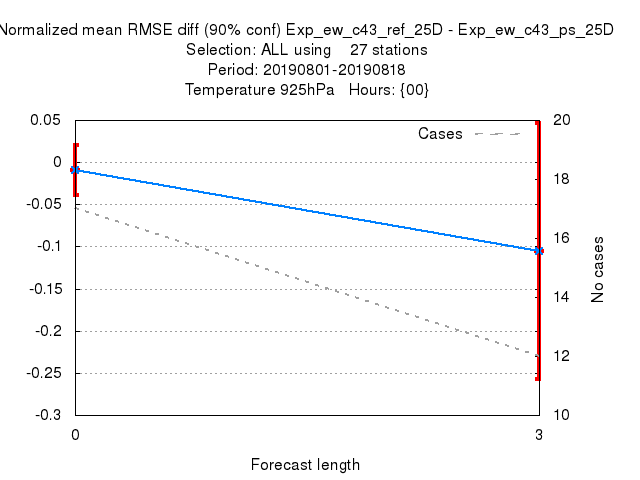 Normalized mean RMSE diff (90% conf) Exp_ew_c43_ref_25D - Exp_ew_c43_ps_25D
Selection: ALL using    27 stations
Period: 20190801-20190818
Temperature 925hPa   Hours: {00}
Cases
0.05
0
-0.05
-0.1
-0.15
-0.2
-0.25
-0.3
20
18
16
14
12
10
No cases
0
3
Forecast length